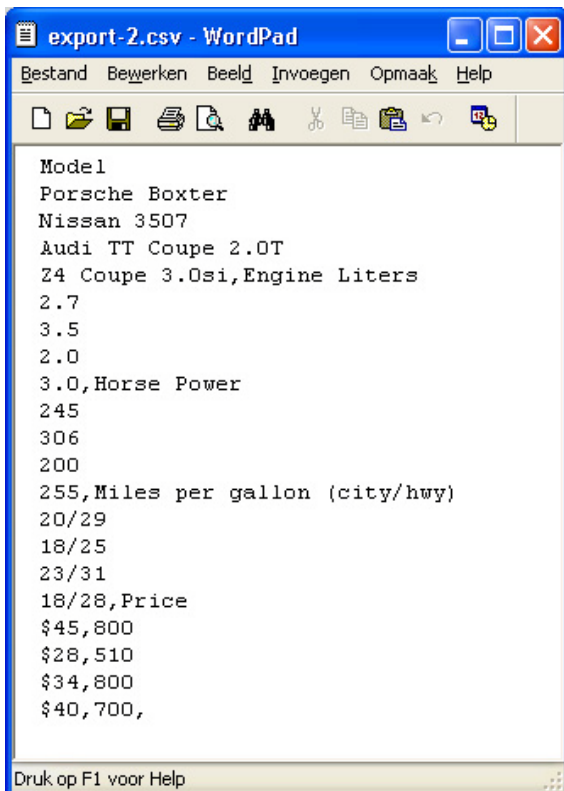 export-2.csv - WordPad
Bestand Bewerken Beeld Invoegen Opmaak Help
Model
Porsche Boxter
Nissan 3507
Audi TT Coupe 2.0T
Z4 Coupe 3.0si,Engine Liters
2.7
3.5
2.0
3.0,Horse Power
245
306
200
255,Miles per gallon (city/hwy)
20/29
18/25
23/31
18/28,Price
$45,800
$28,510
$34,800
$40,700,
Druk op F1 voor Help